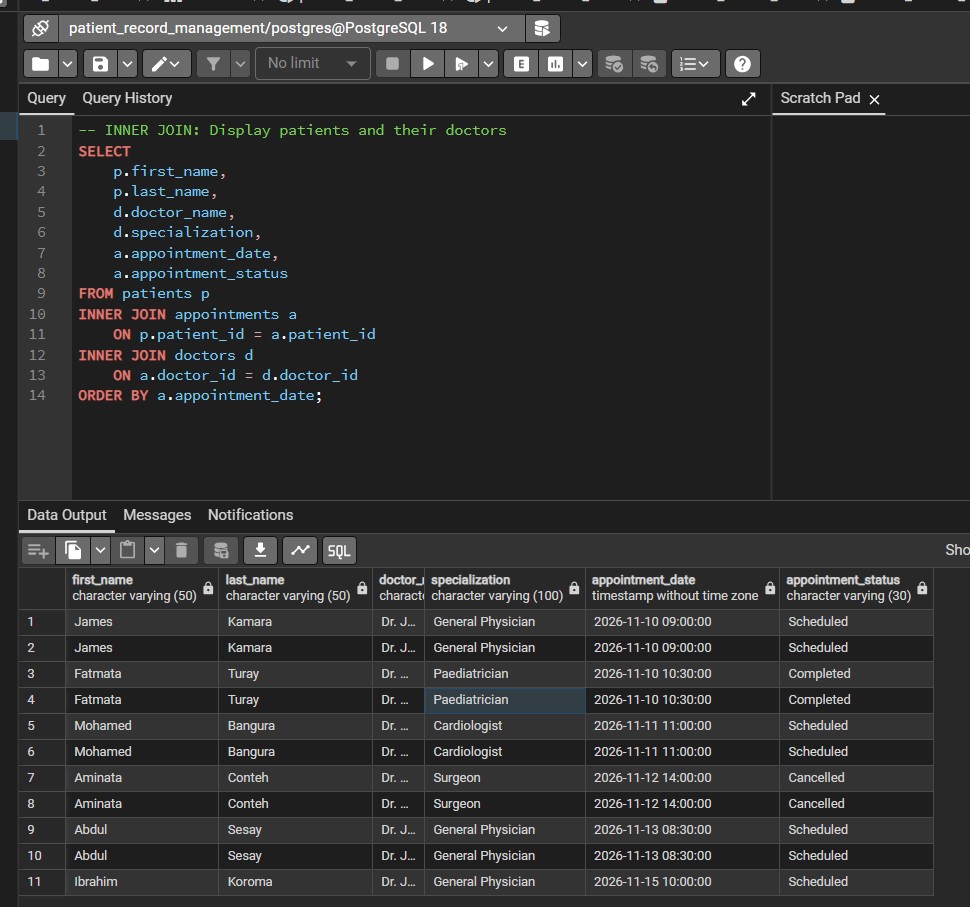 patient_record_management/postgres@PostgreSQL 18
No limit
E
Query Query History
Scratch Pad
1 -- INNER JOIN: Display patients and their doctors
2 SELECT
3 p.first_name,
4 p.last_name,
5 d.doctor_name,
6 d.specialization,
7 a.appointment_date,
8 a.appointment_status
9 FROM patients p
10 INNER JOIN appointments a
11 ON p.patient_id = a.patient_id
12 INNER JOIN doctors d
13 ON a.doctor_id = d.doctor_id
14 ORDER BY a.appointment_date;
Data Output Messages Notifications
SQL Sho
first_name last_name doctor_ specialization appointment_date appointment_status
character varying (50) character varying (50) charact character varying (100) timestamp without time zone character varying (30)
1 James Kamara Dr. J... General Physician 2026-11-10 09:00:00 Scheduled
2 James Kamara Dr. J... General Physician 2026-11-10 09:00:00 Scheduled
3 Fatmata Turay Dr. ... Paediatrician 2026-11-10 10:30:00 Completed
4 Fatmata Turay Dr. ... Paediatrician 2026-11-10 10:30:00 Completed
5 Mohamed Bangura Dr. ... Cardiologist 2026-11-11 11:00:00 Scheduled
6 Mohamed Bangura Dr. ... Cardiologist 2026-11-11 11:00:00 Scheduled
7 Aminata Conteh Dr. ... Surgeon 2026-11-12 14:00:00 Cancelled
8 Aminata Conteh Dr. ... Surgeon 2026-11-12 14:00:00 Cancelled
9 Abdul Sesay Dr. J... General Physician 2026-11-13 08:30:00 Scheduled
10 Abdul Sesay Dr. J... General Physician 2026-11-13 08:30:00 Scheduled
11 Ibrahim Koroma Dr. J... General Physician 2026-11-15 10:00:00 Scheduled